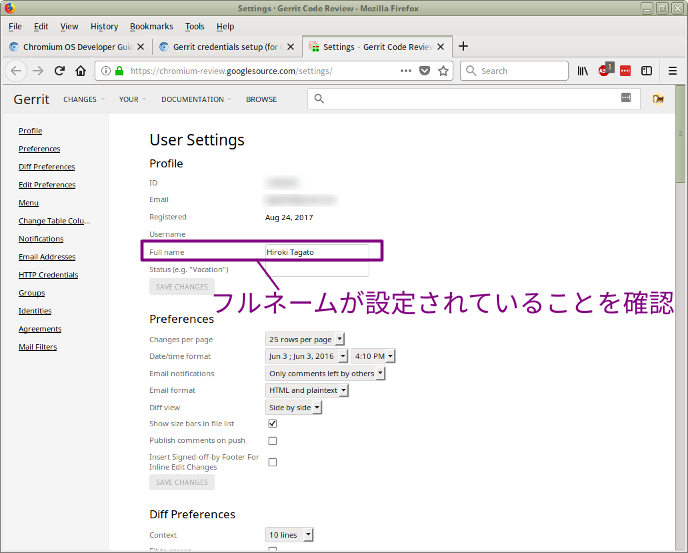 Settings · Gerrit Code Review - Mozilla Firefox
File Edit View History Bookmarks Tools Help
Chromium OS Developer Guid
Gerrit credentials setup (for C
Settings · Gerrit Code Review
https://chromium-review.googlesource.com/settings/
Search
1
Gerrit CHANGES YOUR DOCUMENTATION BROWSE
Profile
Preferences
Diff Preferences
Edit Preferences
Menu
Change Table Colu...
Notifications
Email Addresses
HTTP Credentials
Groups
Identities
Agreements
Mail Filters
User Settings
Profile
ID
Email
Registered Aug 24, 2017
Username
Full name Hiroki Tagato
Status (e.g. "Vacation")
SAVE CHANGES
フルネームが設定されていることを確認
Preferences
Changes per page 25 rows per page
Date/time format Jun 3 ; Jun 3, 2016 4:10 PM
Email notifications Only comments left by others
Email format HTML and plaintext
Diff view Side by side
Show size bars in file list
Publish comments on push
Insert Signed-off-by Footer For
Inline Edit Changes
SAVE CHANGES
Diff Preferences
Context 10 lines